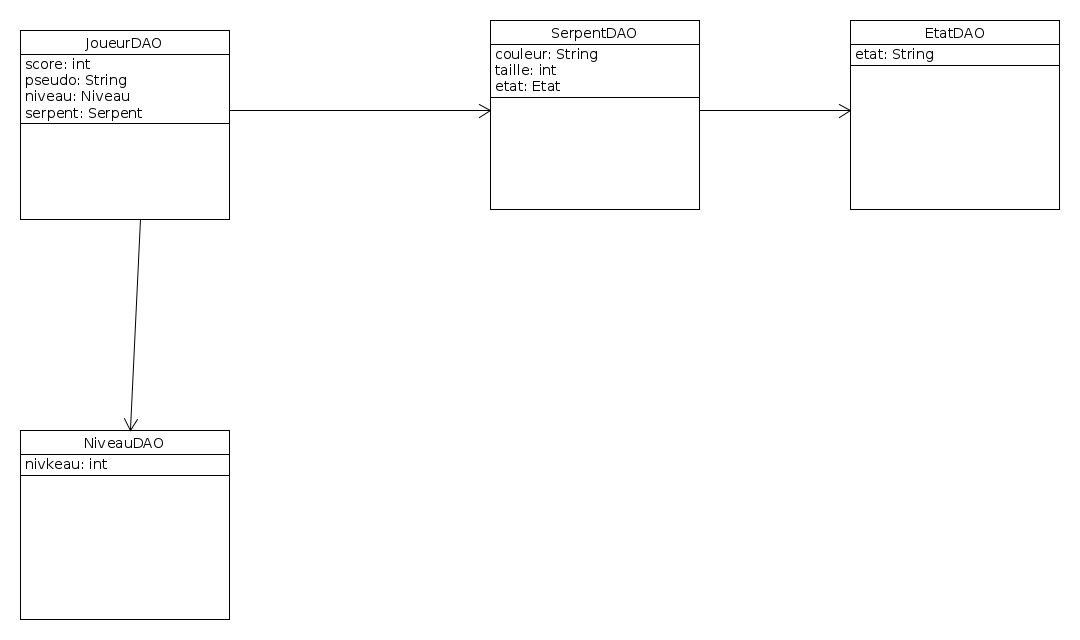 JoueurDAO
score: int
pseudo: String
niveau: Niveau
serpent: Serpent
SerpentDAO
couleur: String
taille: int
etat: Etat
EtatDAO
etat: String
NiveauDAO
nivkeau: int